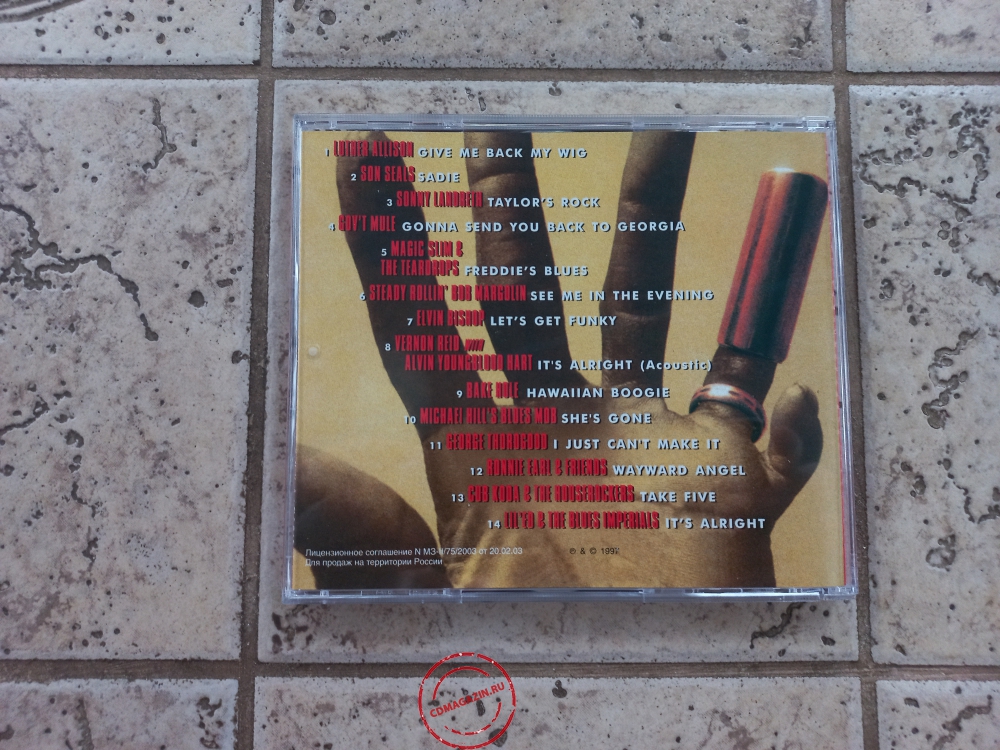 1 LUTHER ALLISON GIVE ME BACK MY WIG
2 SON SEALS SADIE
3 SONNY LANDRETH TAYLOR'S ROCK
4 GOV'T MULE GONNA SEND YOU BACK TO GEORGIA
5 MAGIC SLIM &
THE TEARDROPS FREDDIE'S BLUES
6 STEADY ROLLIN' BOB MARGOLIN SEE ME IN THE EVENING
7 ELVIN BISHOP LET'S GET FUNKY
8 VERNON REID WITH
ALVIN YOUNGBLOOD HART IT'S ALRIGHT (Acoustic)
9 DAVE HOLE HAWAIIAN BOOGIE
10 MICHAEL HILL'S BLUES MOB SHE'S GONE
11 GEORGE THOROGOOD I JUST CAN'T MAKE IT
12 RONNIE EARL & FRIENDS WAYWARD ANGEL
13 CUB KODA & THE HOUSEROCKERS TAKE FIVE
14 LIL'ED & THE BLUES IMPERIALS IT'S ALRIGHT
Лицензионное соглашение N от 20.02.03
℗ & © 1997
Для продаж на территории России
CDMAGAZIN.RU